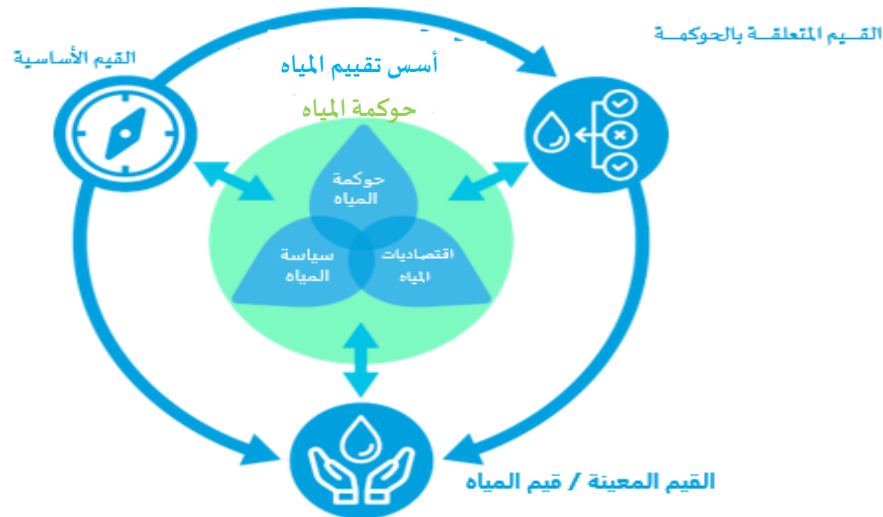 القيم المتعلقة بالحوكمة
القيم الأساسية
أسس تقييم المياه
حوكمة المياه
حوكمة
المياه
سياسة
المياه
اقتصاديات
المياه
القيم المعينة / قيم المياه